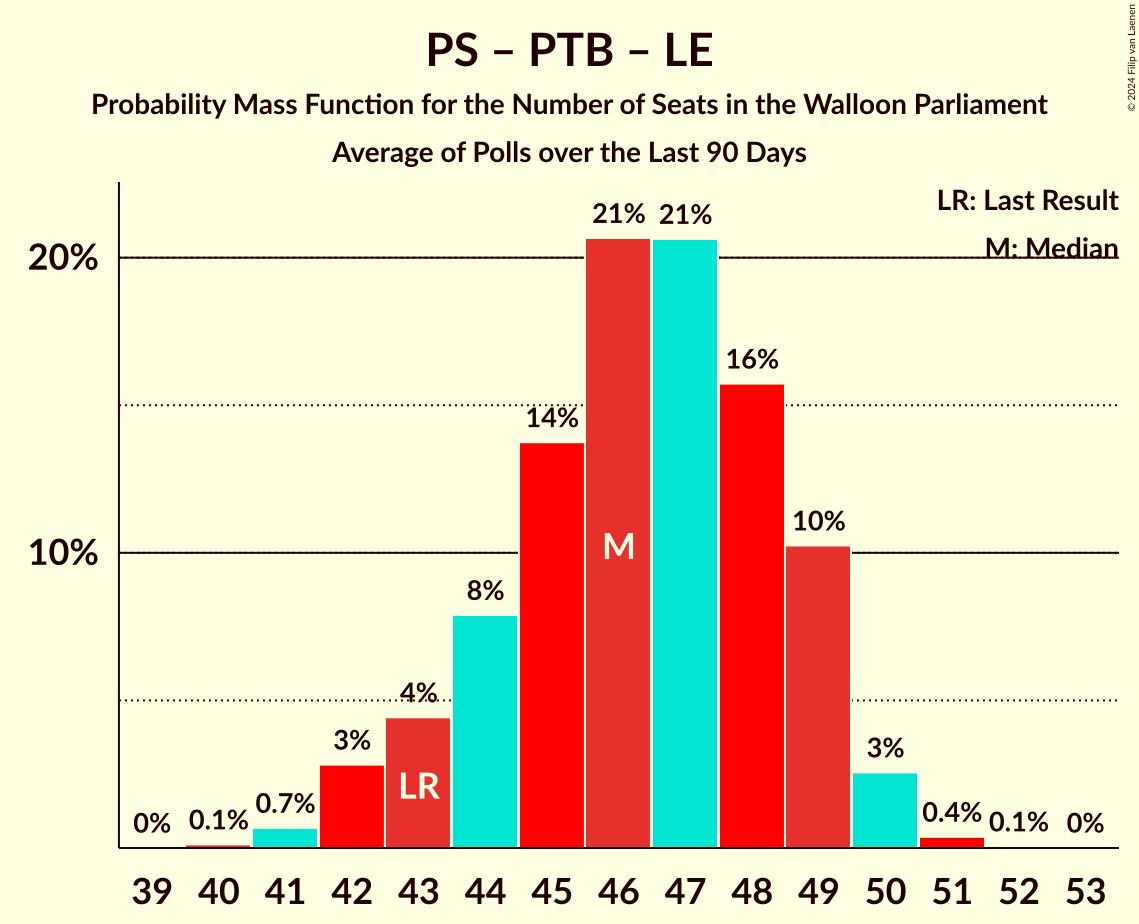 PS – PTB – LE
Probability Mass Function for the Number of Seats in the Walloon Parliament
Average of Polls over the Last 90 Days
© 2024 Filip van Laenen
LR: Last Result
M: Median
20%
10%
0%
0.1%
0.7%
3%
4%
8%
14%
21%
21%
16%
10%
3%
0.4%
0.1%
0%
LR
M
39 40 41 42 43 44 45 46 47 48 49 50 51 52 53